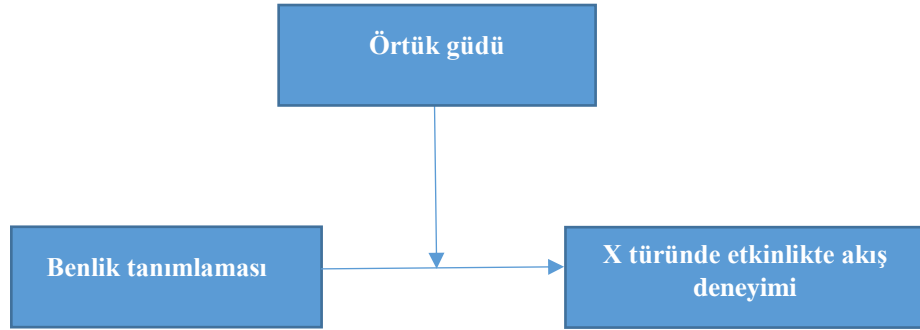 Örtük güdü
Benlik tanımlaması
X türünde etkinlikte akış
deneyimi